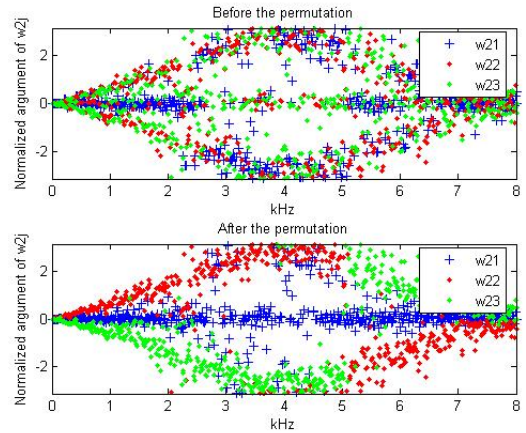 Before the permutation
Normalized argument of w2j
2
0
-2
w21
w22
w23
0 1 2 3 4 5 6 7 8
kHz
After the permutation
Normalized argument of w2j
2
0
-2
w21
w22
w23
0 1 2 3 4 5 6 7 8
kHz